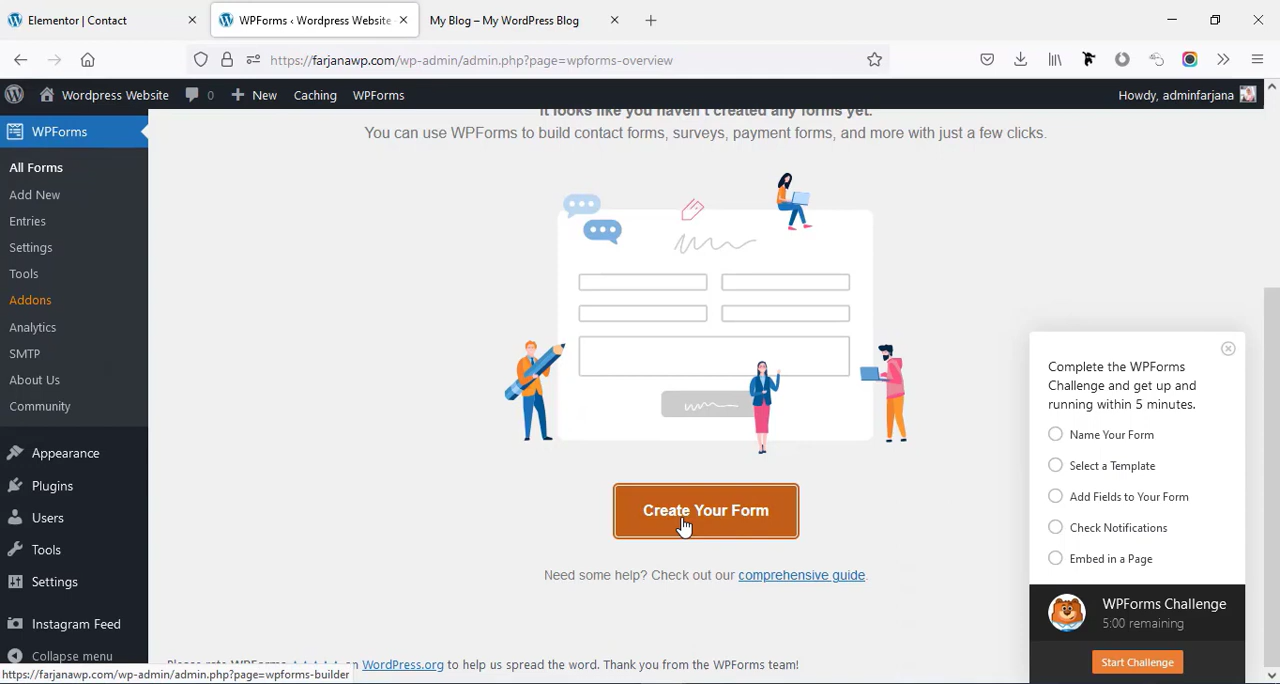 Elementor | Contact
WPForms ‹ Wordpress Website
My Blog – My WordPress Blog
https://farjanawp.com/wp-admin/admin.php?page=wpforms-overview
Wordpress Website
0
New
Caching
WPForms
Howdy, adminfarjana
WPForms
All Forms
Add New
Entries
Settings
Tools
Addons
Analytics
SMTP
About Us
Community
Appearance
Plugins
Users
Tools
Settings
Instagram Feed
Collapse menu
It looks like you haven't created any forms yet.
You can use WPForms to build contact forms, surveys, payment forms, and more with just a few clicks.
Create Your Form
Need some help? Check out our comprehensive guide.
Please rate WPForms ★★★★★ on WordPress.org to help us spread the word. Thank you from the WPForms team!
https://farjanawp.com/wp-admin/admin.php?page=wpforms-builder
Complete the WPForms
Challenge and get up and
running within 5 minutes.
Name Your Form
Select a Template
Add Fields to Your Form
Check Notifications
Embed in a Page
WPForms Challenge
5:00 remaining
Start Challenge